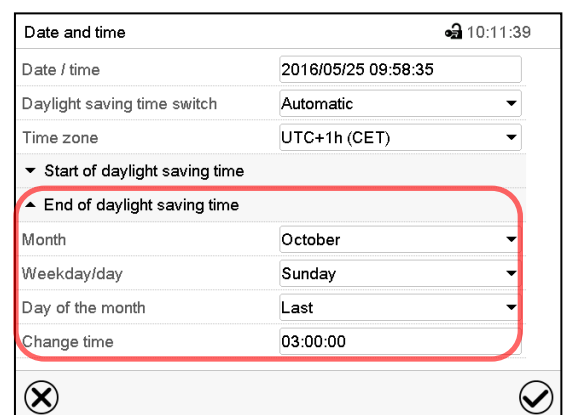 Date and time 10:11:39
Date / time 2016/05/25 09:58:35
Daylight saving time switch Automatic
Time zone UTC+1h (CET)
Start of daylight saving time
End of daylight saving time
Month October
Weekday/day Sunday
Day of the month Last
Change time 03:00:00